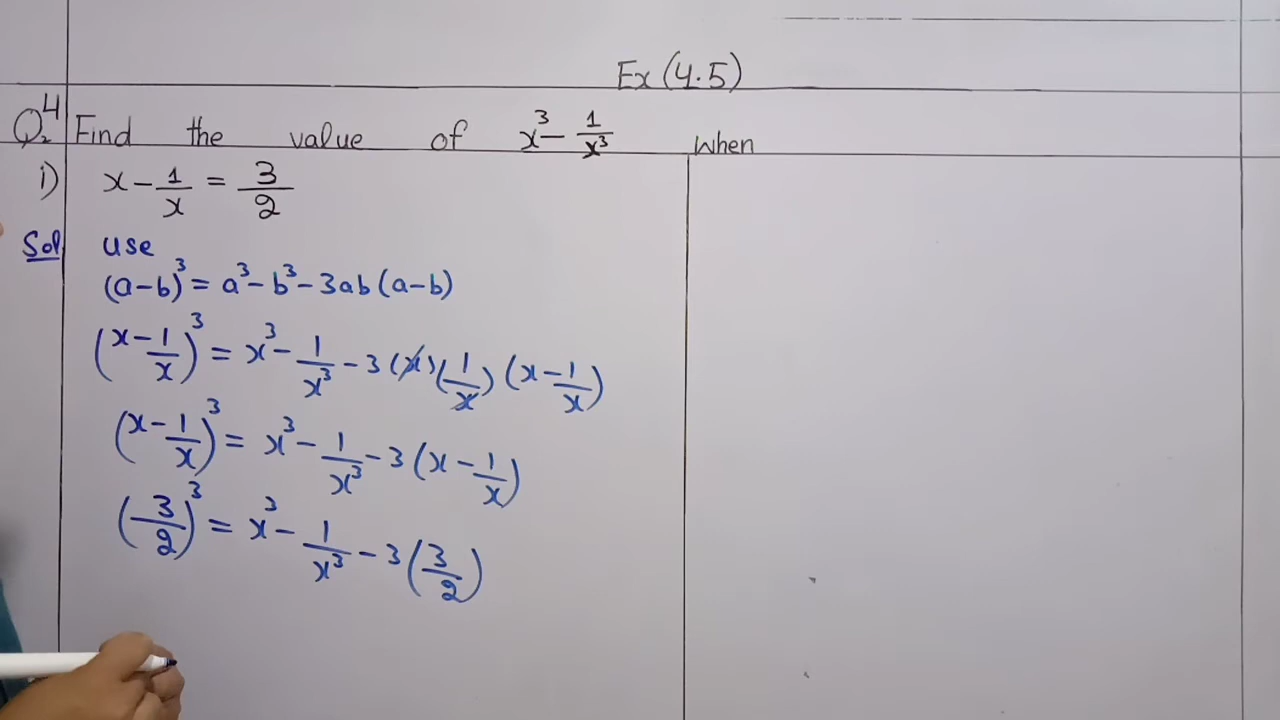 Ex (4.5)
Q4 Find the value of x³ - 1/x³ when
i) x - 1/x = 3/2
Sol use
(a-b)³ = a³ - b³ - 3ab(a-b)
(x - 1/x)³ = x³ - 1/x³ - 3(x)(1/x)(x - 1/x)
(x - 1/x)³ = x³ - 1/x³ - 3(x - 1/x)
(3/2)³ = x³ - 1/x³ - 3(3/2)